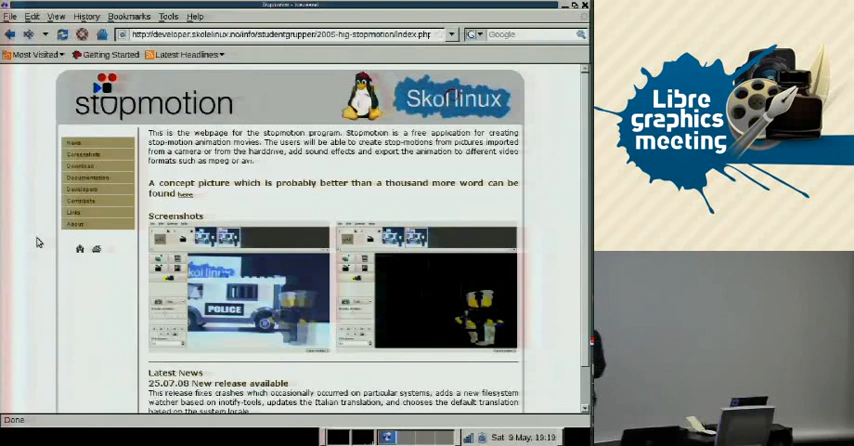 File Edit View History Bookmarks Tools Help
http://developer.skolelinux.no/info/studentgrupper/2005-hig-stopmotion/index.php
Google
Most Visited
Getting Started
Latest Headlines
stopmotion
Skolelinux
News
Screenshots
Download
Documentation
Developers
Contribute
Links
About
This is the webpage for the stopmotion program. Stopmotion is a free application for creating
stop-motion animation movies. The users will be able to create stop-motions from pictures imported
from a camera or from the harddrive, add sound effects and export the animation to different video
formats such as mpeg or avi.
A concept picture which is probably better than a thousand more word can be
found here
Screenshots
POLICE
Latest News
25.07.08 New release available
This release fixes crashes which occasionally occurred on particular systems, adds a new filesystem
watcher based on inotify-tools, updates the Italian translation, and chooses the default translation
based on the system locale.
Done
Sat 9 May, 19:19
Libre
graphics
meeting